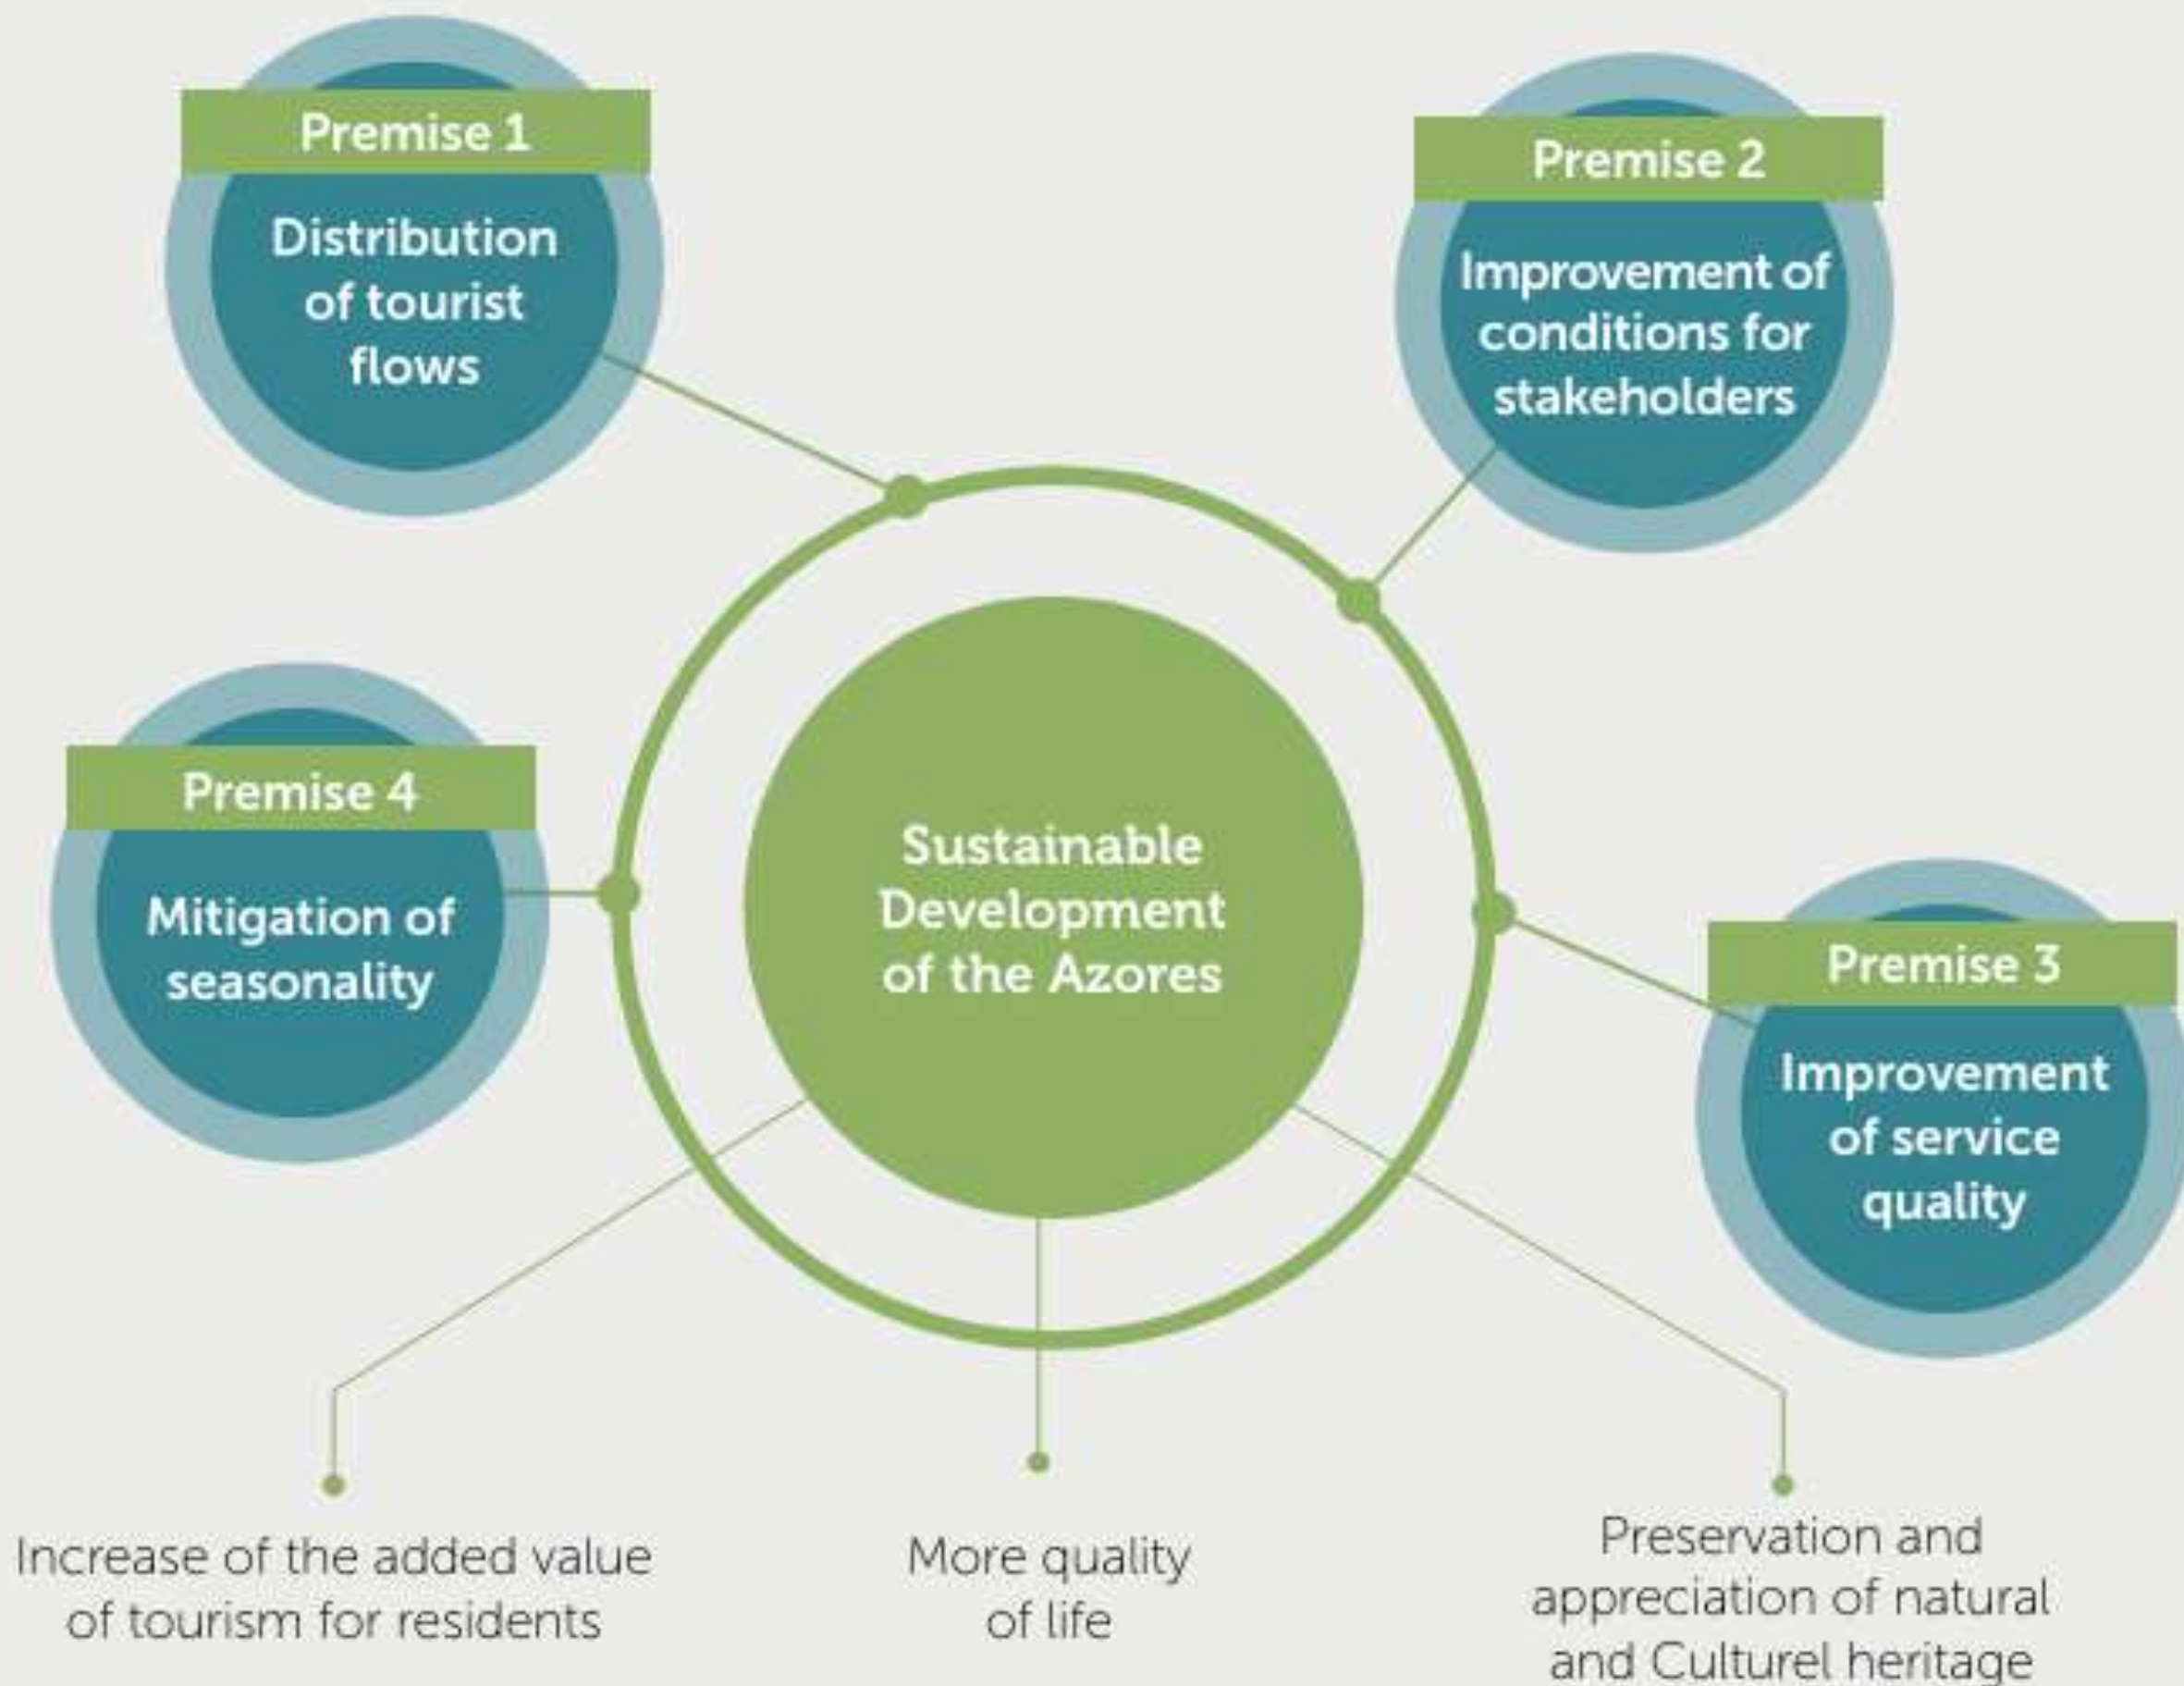 Premise 1
Distribution
of tourist
flows
Premise 2
Improvement of
conditions for
stakeholders
Premise 4
Mitigation of
seasonality
Sustainable
Development
of the Azores
Premise 3
Improvement
of service
quality
Increase of the added value
of tourism for residents
More quality
of life
Preservation and
appreciation of natural
and Culturel heritage